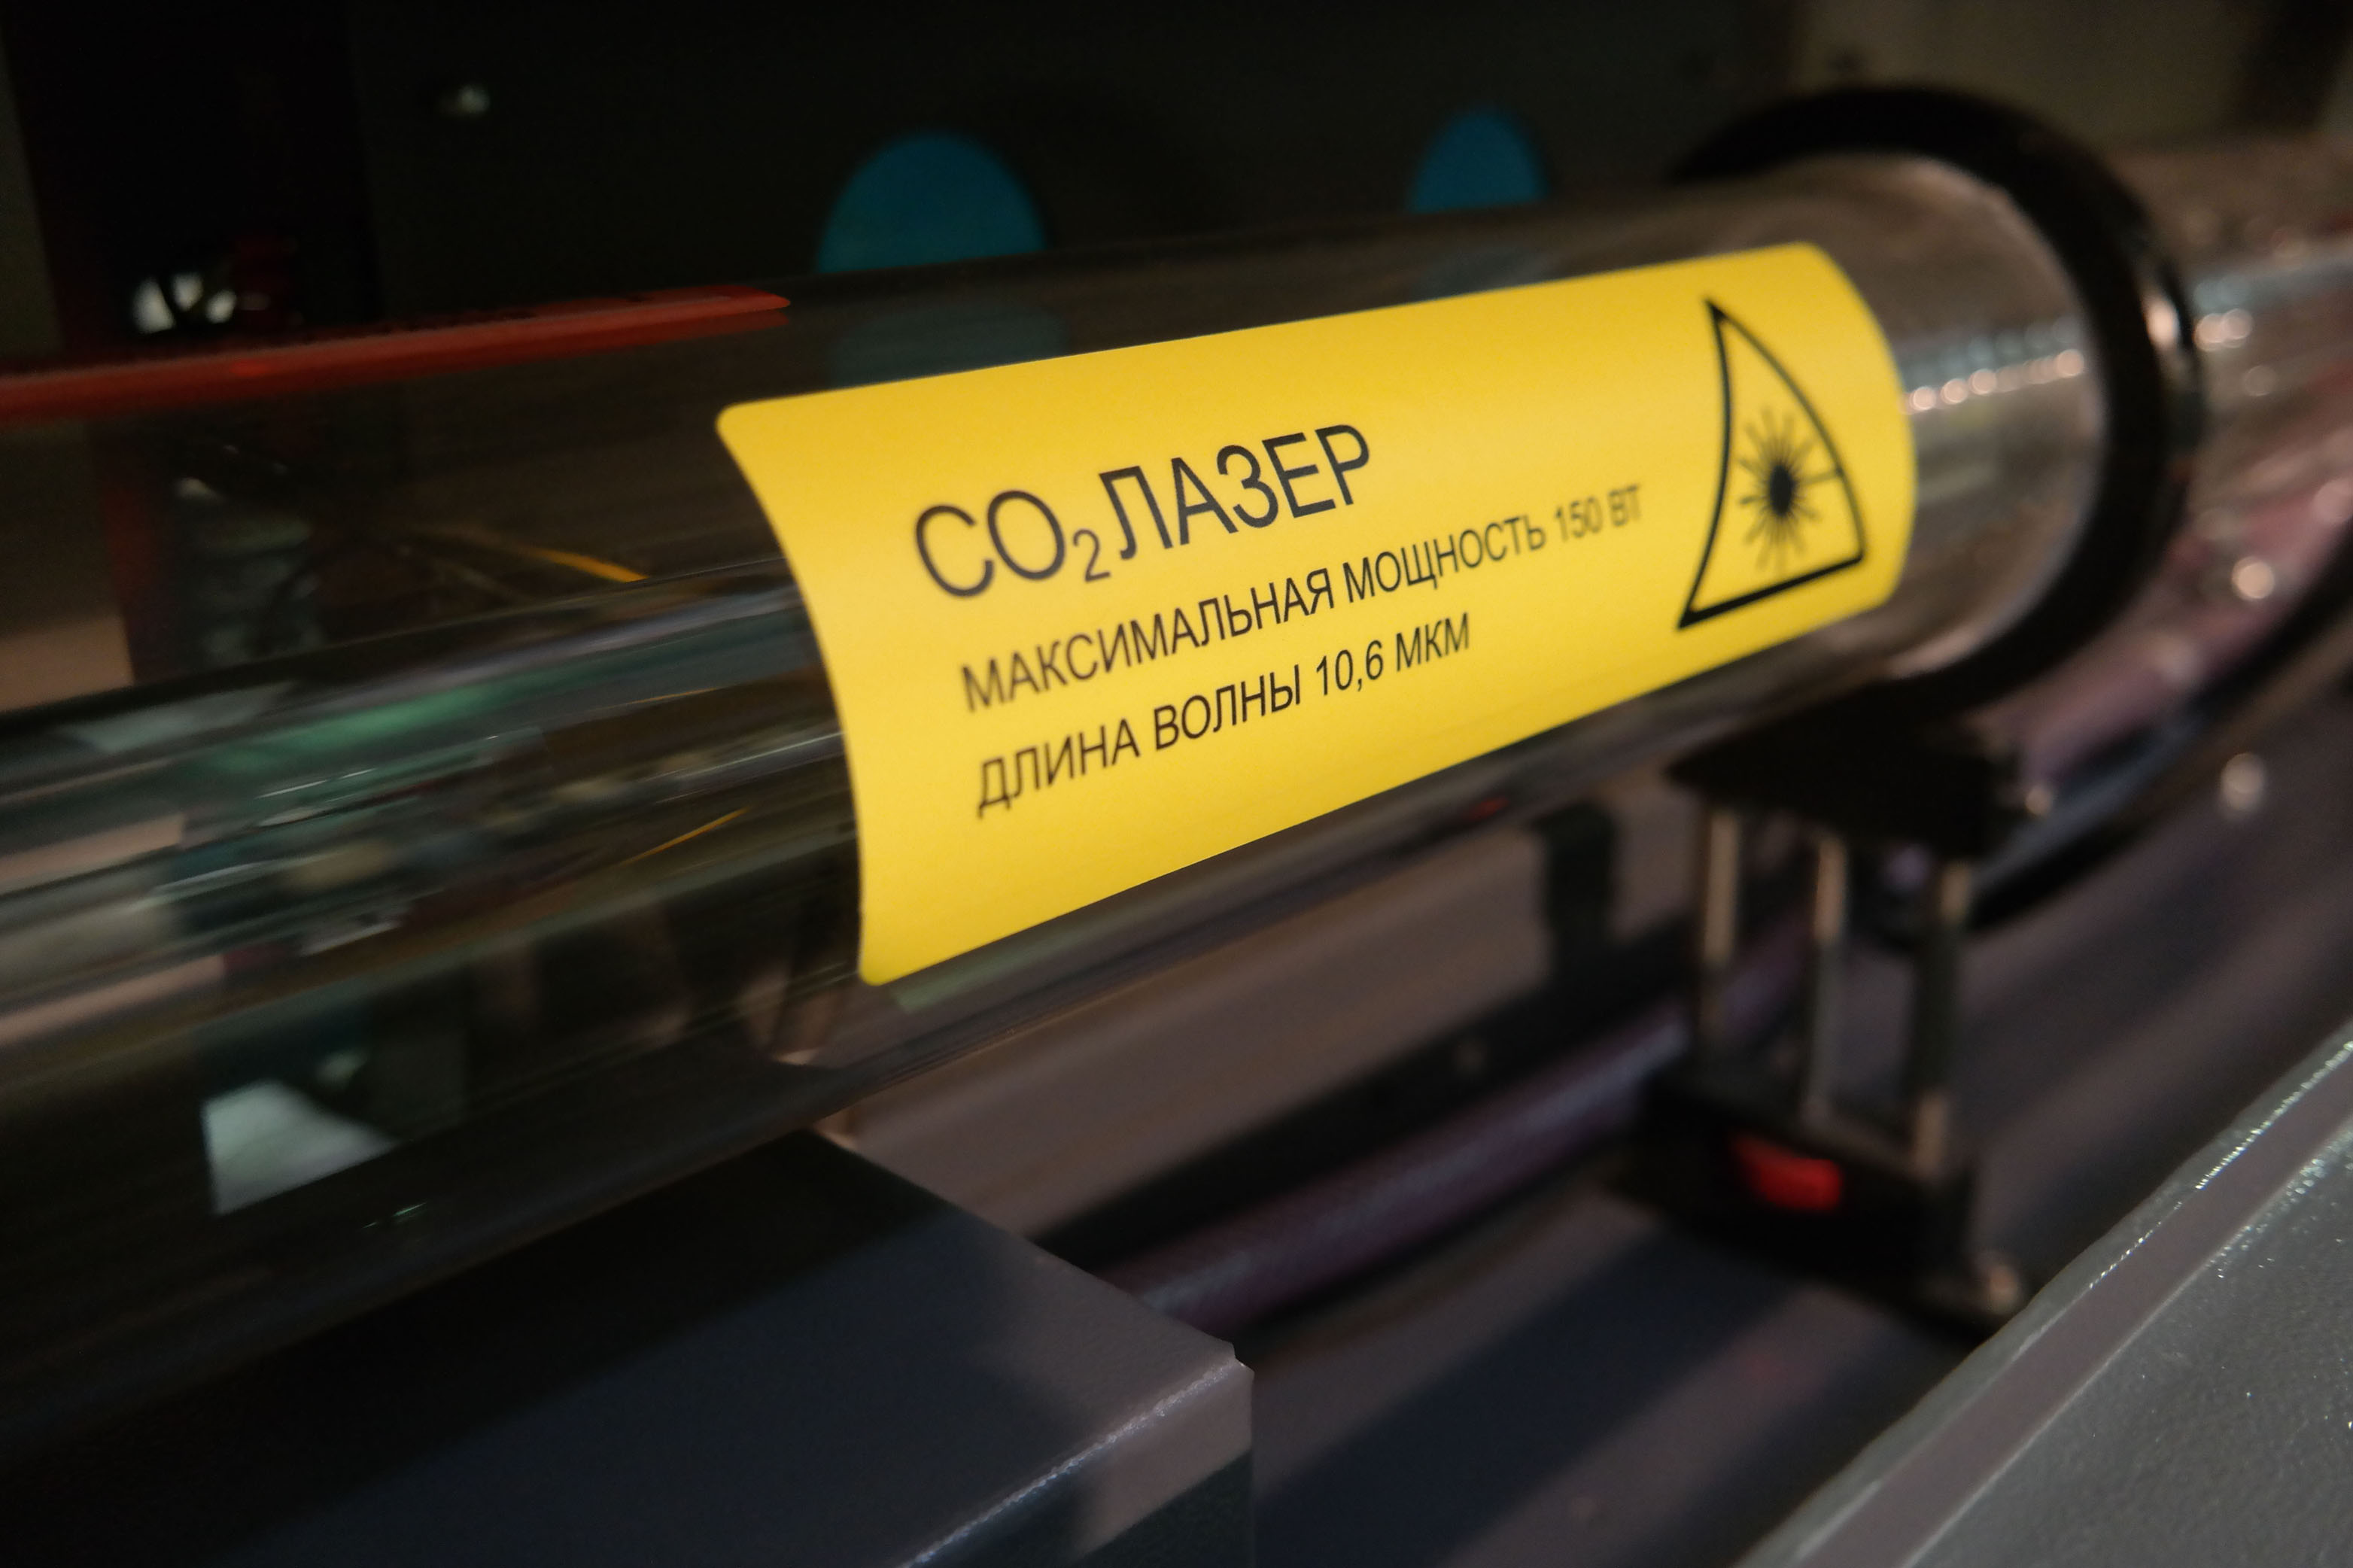 CO₂ ЛАЗЕР
МАКСИМАЛЬНАЯ МОЩНОСТЬ 150 ВТ
ДЛИНА ВОЛНЫ 10,6 МКМ